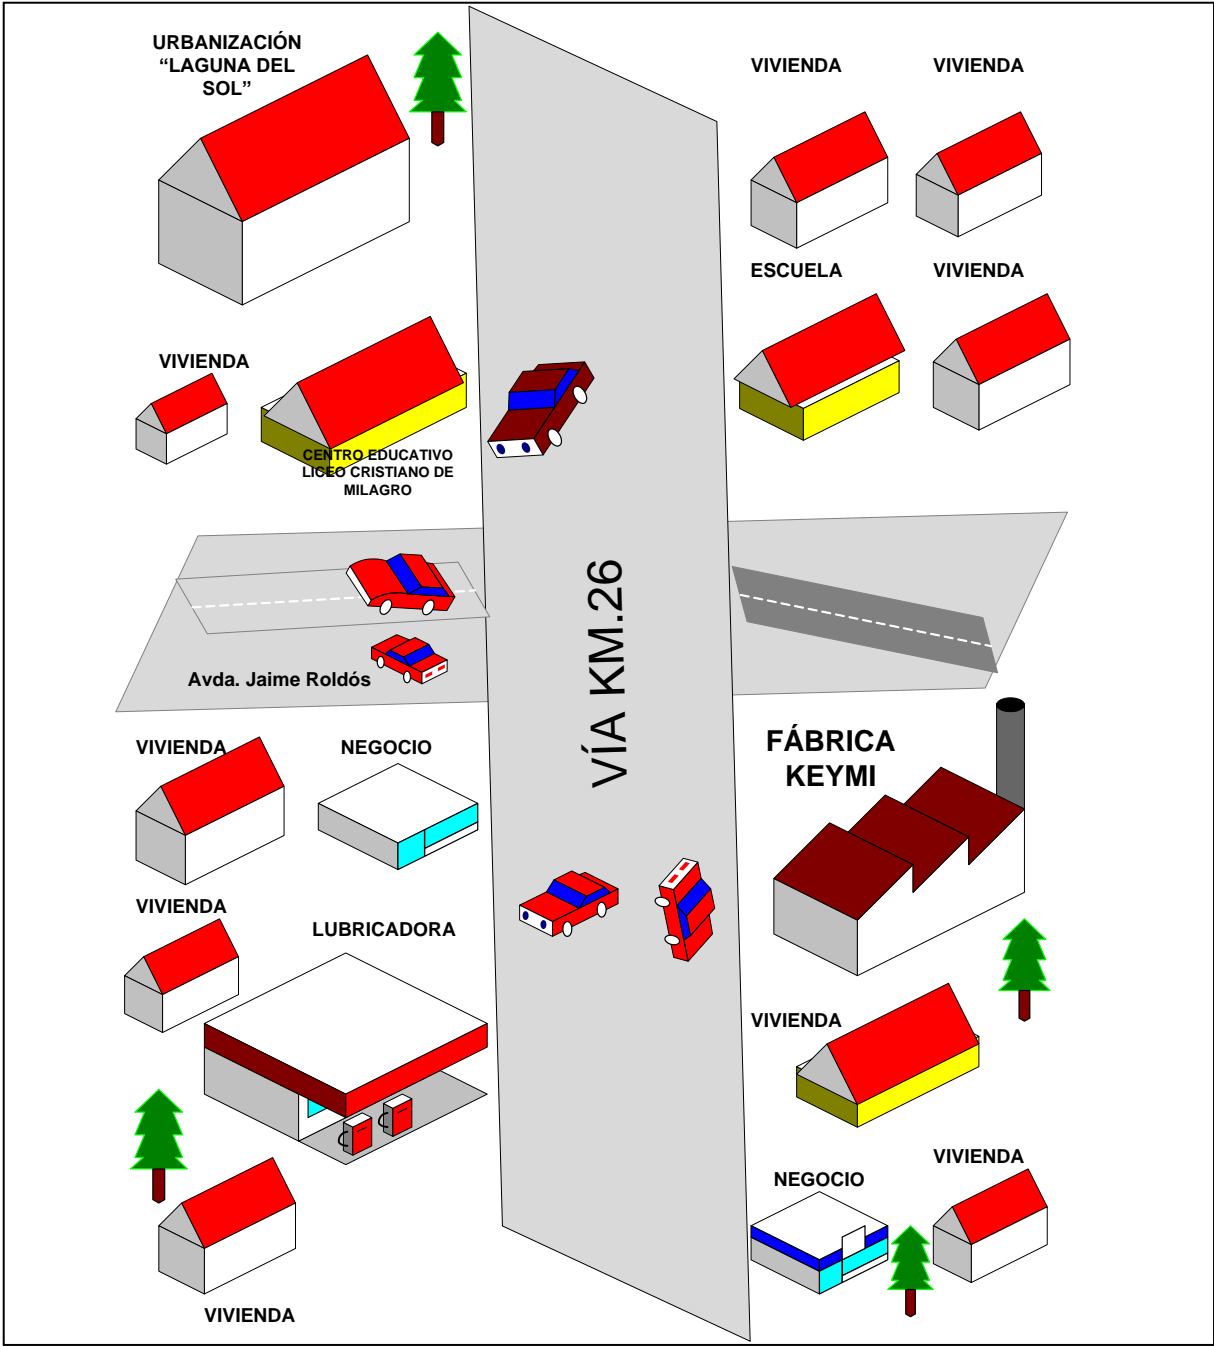 URBANIZACIÓN
“LAGUNA DEL
SOL”
VIVIENDA
VIVIENDA
ESCUELA
VIVIENDA
VIVIENDA
CENTRO EDUCATIVO
LICEO CRISTIANO DE
MILAGRO
VÍA KM.26
Avda. Jaime Roldós
VIVIENDA
NEGOCIO
FÁBRICA
KEYMI
VIVIENDA
LUBRICADORA
VIVIENDA
VIVIENDA
NEGOCIO
VIVIENDA